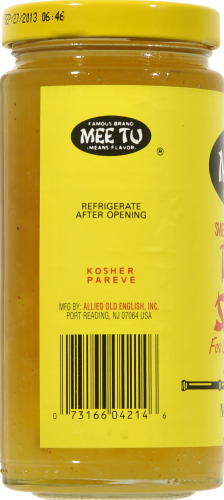 SEP/27/2013 06:46
FAMOUS BRAND
MEE TU
-MEANS FLAVOR-
®
REFRIGERATE
AFTER OPENING
KOSHER
PAREVE
MFG BY: ALLIED OLD ENGLISH, INC.
PORT READING, NJ 07064 USA
0 73166 04214 6